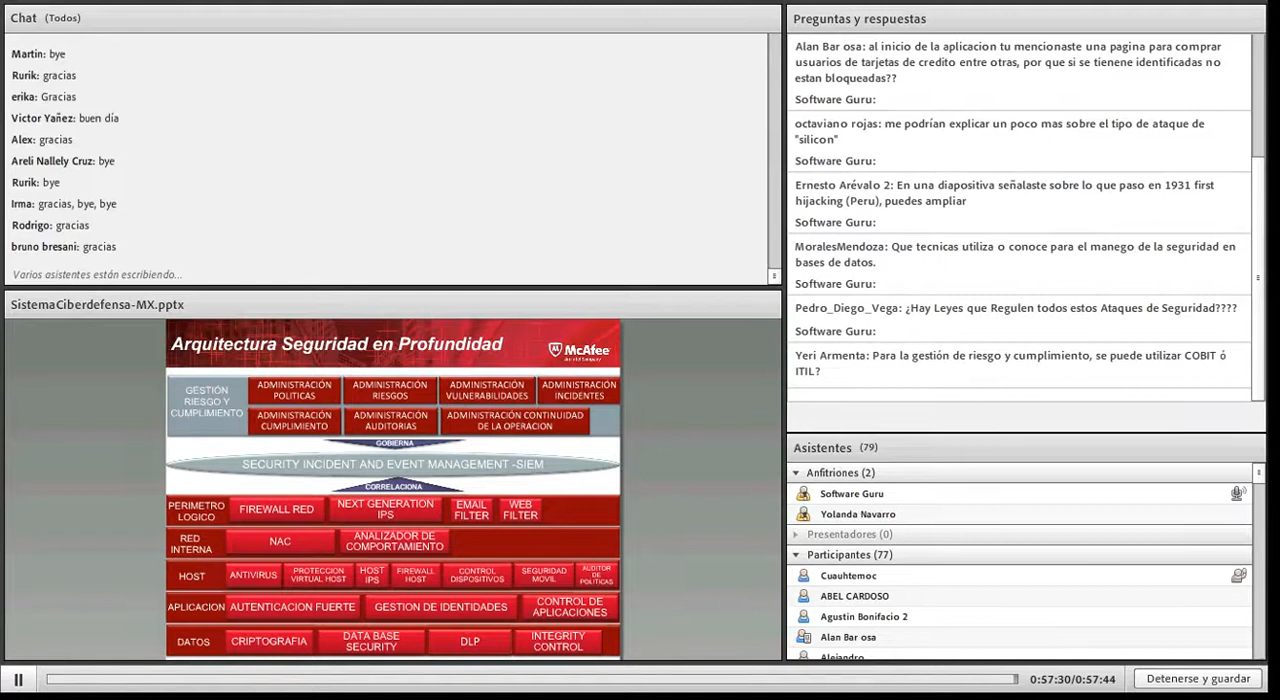 Chat (Todos)
Martin: bye
Rurik: gracias
erika: Gracias
Victor Yañez: buen día
Alex: gracias
Areli Nallely Cruz: bye
Rurik: bye
Irma: gracias, bye, bye
Rodrigo: gracias
bruno bresani: gracias
Varios asistentes están escribiendo...
SistemaCiberdefensa-MX.pptx
Arquitectura Seguridad en Profundidad
McAfee
GESTIÓN
RIESGO Y
CUMPLIMIENTO
ADMINISTRACIÓN
POLITICAS
ADMINISTRACIÓN
RIESGOS
ADMINISTRACIÓN
VULNERABILIDADES
ADMINISTRACIÓN
INCIDENTES
ADMINISTRACIÓN
CUMPLIMIENTO
ADMINISTRACIÓN
AUDITORIAS
ADMINISTRACIÓN CONTINUIDAD
DE LA OPERACION
GOBIERNA
SECURITY INCIDENT AND EVENT MANAGEMENT -SIEM
CORRELACIONA
PERIMETRO
LOGICO
FIREWALL RED
NEXT GENERATION
IPS
EMAIL
FILTER
WEB
FILTER
RED
INTERNA
NAC
ANALIZADOR DE
COMPORTAMIENTO
HOST
ANTIVIRUS
PROTECCION
VIRTUAL HOST
HOST
IPS
FIREWALL
HOST
CONTROL
DISPOSITIVOS
SEGURIDAD
MOVIL
AUDITOR
DE
POLITICAS
APLICACION
AUTENTICACION FUERTE
GESTION DE IDENTIDADES
CONTROL DE
APLICACIONES
DATOS
CRIPTOGRAFIA
DATA BASE
SECURITY
DLP
INTEGRITY
CONTROL
Preguntas y respuestas
Alan Bar osa: al inicio de la aplicacion tu mencionaste una pagina para comprar
usuarios de tarjetas de credito entre otras, por que si se tienene identificadas no
estan bloqueadas??
Software Guru:
octaviano rojas: me podrían explicar un poco mas sobre el tipo de ataque de
"silicon"
Software Guru:
Ernesto Arévalo 2: En una diapositiva señalaste sobre lo que paso en 1931 first
hijacking (Peru), puedes ampliar
Software Guru:
MoralesMendoza: Que tecnicas utiliza o conoce para el manego de la seguridad en
bases de datos.
Software Guru:
Pedro_Diego_Vega: ¿Hay Leyes que Regulen todos estos Ataques de Seguridad????
Software Guru:
Yeri Armenta: Para la gestión de riesgo y cumplimiento, se puede utilizar COBIT ó
ITIL?
Asistentes (79)
Anfitriones (2)
Software Guru
Yolanda Navarro
Presentadores (0)
Participantes (77)
Cuauhtemoc
ABEL CARDOSO
Agustin Bonifacio 2
Alan Bar osa
Alejandro
0:57:30/0:57:44
Detenerse y guardar